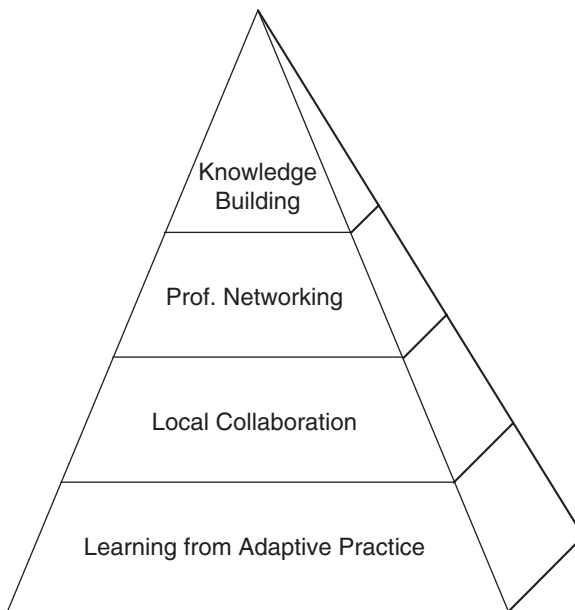 Knowledge
Building
Prof. Networking
Local Collaboration
Learning from Adaptive Practice